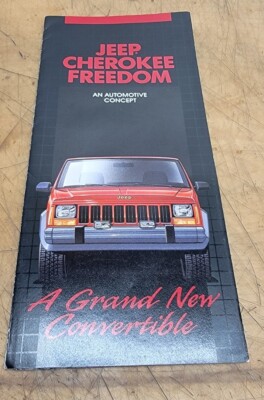 JEEP
CHEROKEE
FREEDOM
AN AUTOMOTIVE
CONCEPT
Jeep
A Grand New
Convertible